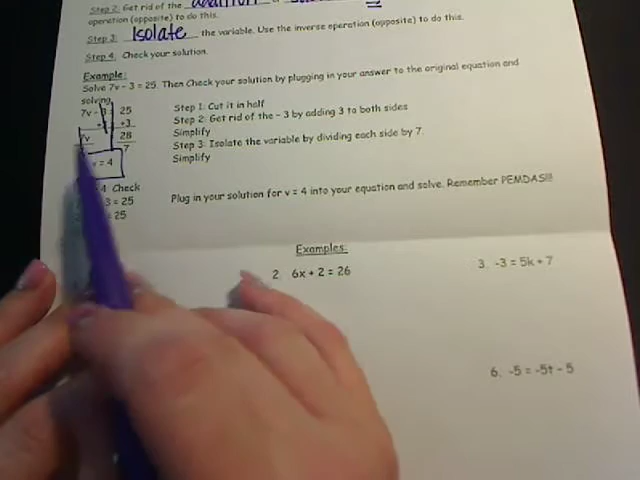 Step 2: Get rid of the addition or
operation (opposite) to do this.
Step 3: Isolate the variable. Use the inverse operation (opposite) to do this.
Step 4: Check your solution.
Example:
Solve 7v - 3 = 25. Then Check your solution by plugging in your answer to the original equation and
solving.
7v - 3 = 25 Step 1: Cut it in half
+3 Step 2: Get rid of the - 3 by adding 3 to both sides
7v 28 Simplify
7 Step 3: Isolate the variable by dividing each side by 7.
v = 4 Simplify
4 Check
3 = 25 Plug in your solution for v = 4 into your equation and solve. Remember PEMDAS!!!
= 25
Examples:
2. 6x + 2 = 26
3. -3 = 5k + 7
6. -5 = -5t - 5